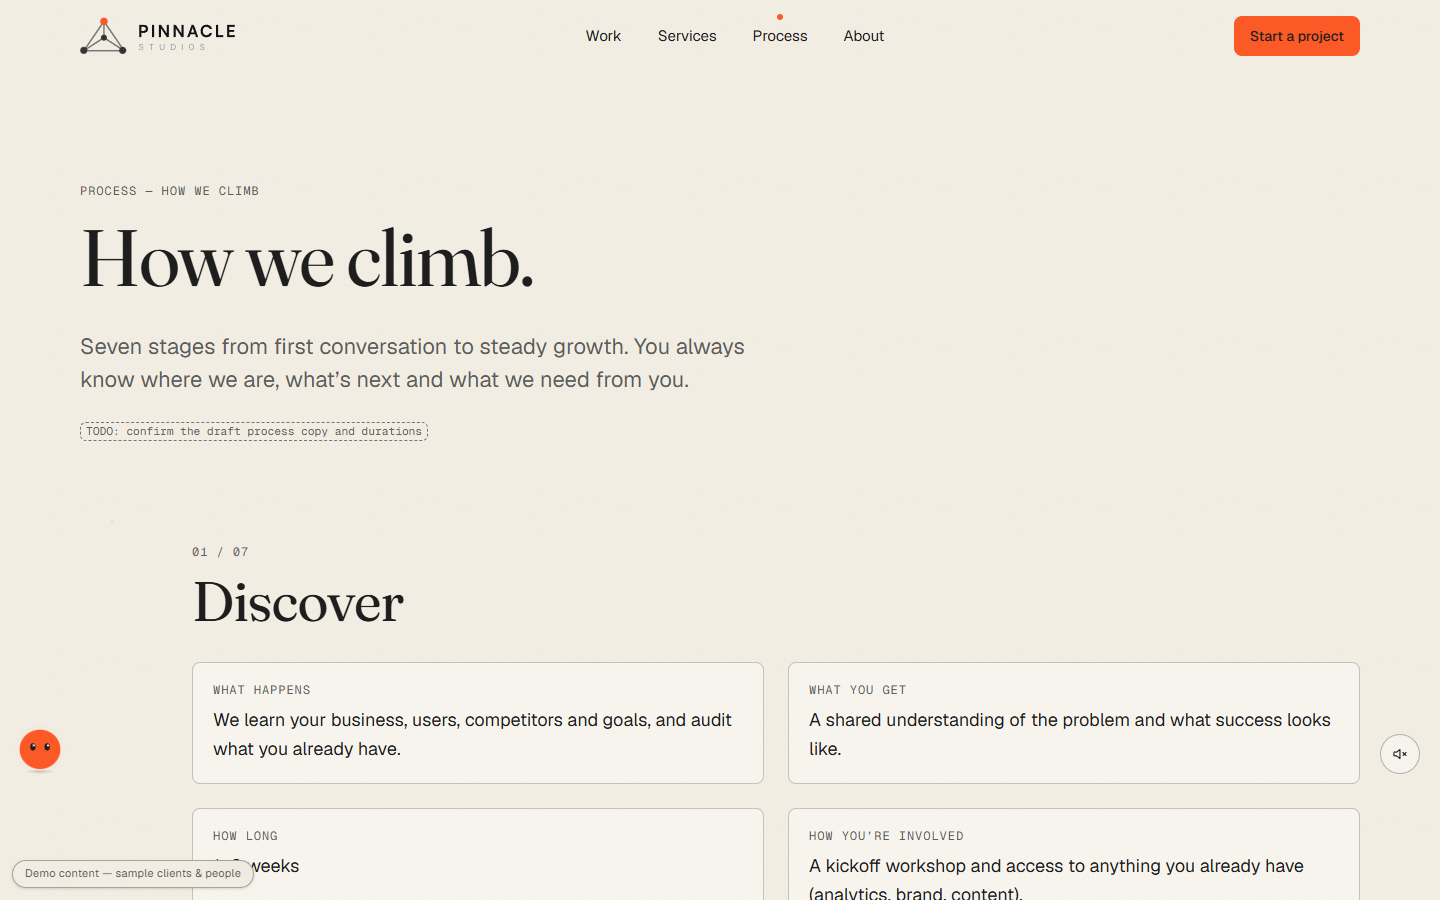 PINNACLE
STUDIOS
Work
Services
Process
About
Start a project
PROCESS — HOW WE CLIMB
How we climb.
Seven stages from first conversation to steady growth. You always
know where we are, what’s next and what we need from you.
TODO: confirm the draft process copy and durations
01 / 07
Discover
WHAT HAPPENS
We learn your business, users, competitors and goals, and audit
what you already have.
WHAT YOU GET
A shared understanding of the problem and what success looks
like.
HOW LONG
weeks
HOW YOU’RE INVOLVED
A kickoff workshop and access to anything you already have
(analytics, brand, content).
Demo content — sample clients & people